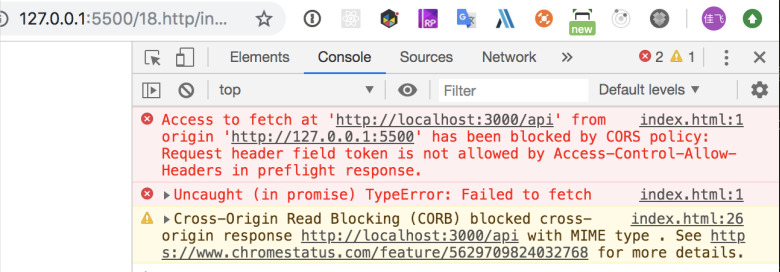 127.0.0.1:5500/18.http/in...
RP
new
佳飞
Elements Console Sources Network 2 1
top Filter Default levels
Access to fetch at 'http://localhost:3000/api' from index.html:1
origin 'http://127.0.0.1:5500' has been blocked by CORS policy:
Request header field token is not allowed by Access-Control-Allow-
Headers in preflight response.
Uncaught (in promise) TypeError: Failed to fetch index.html:1
Cross-Origin Read Blocking (CORB) blocked cross- index.html:26
origin response http://localhost:3000/api with MIME type . See http
s://www.chromestatus.com/feature/5629709824032768 for more details.